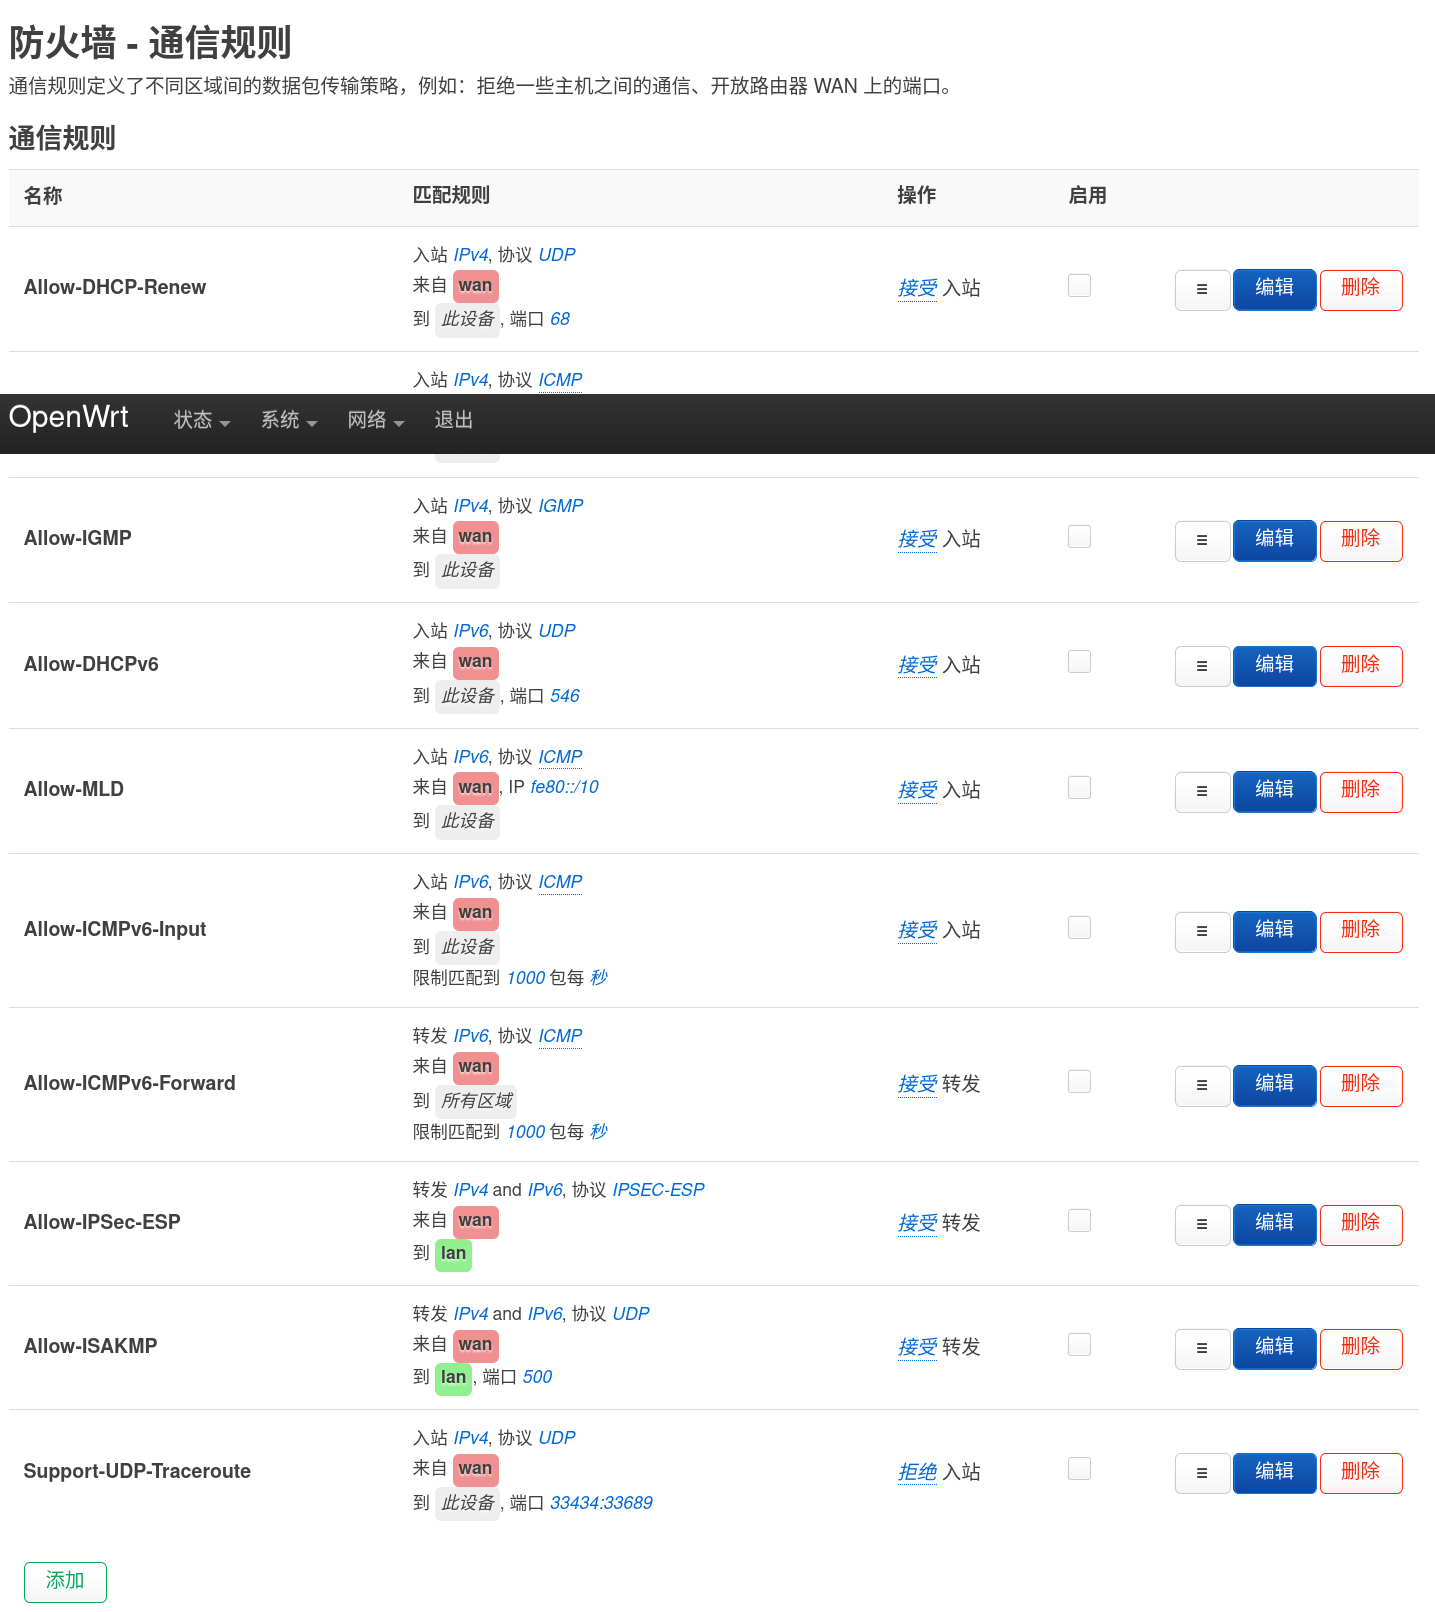 防火墙 - 通信规则
通信规则定义了不同区域间的数据包传输策略，例如：拒绝一些主机之间的通信、开放路由器 WAN 上的端口。
通信规则
名称 匹配规则 操作 启用
入站 IPv4, 协议 UDP
Allow-DHCP-Renew 来自 wan 接受 入站 ☰ 编辑 删除
到 此设备, 端口 68
入站 IPv4, 协议 ICMP
OpenWrt 状态 系统 网络 退出
入站 IPv4, 协议 IGMP
Allow-IGMP 来自 wan 接受 入站 ☰ 编辑 删除
到 此设备
入站 IPv6, 协议 UDP
Allow-DHCPv6 来自 wan 接受 入站 ☰ 编辑 删除
到 此设备, 端口 546
入站 IPv6, 协议 ICMP
Allow-MLD 来自 wan, IP fe80::/10 接受 入站 ☰ 编辑 删除
到 此设备
入站 IPv6, 协议 ICMP
来自 wan
Allow-ICMPv6-Input 接受 入站 ☰ 编辑 删除
到 此设备
限制匹配到 1000 包每 秒
转发 IPv6, 协议 ICMP
来自 wan
Allow-ICMPv6-Forward 接受 转发 ☰ 编辑 删除
到 所有区域
限制匹配到 1000 包每 秒
转发 IPv4 and IPv6, 协议 IPSEC-ESP
Allow-IPSec-ESP 来自 wan 接受 转发 ☰ 编辑 删除
到 lan
转发 IPv4 and IPv6, 协议 UDP
Allow-ISAKMP 来自 wan 接受 转发 ☰ 编辑 删除
到 lan, 端口 500
入站 IPv4, 协议 UDP
Support-UDP-Traceroute 来自 wan 拒绝 入站 ☰ 编辑 删除
到 此设备, 端口 33434:33689
添加